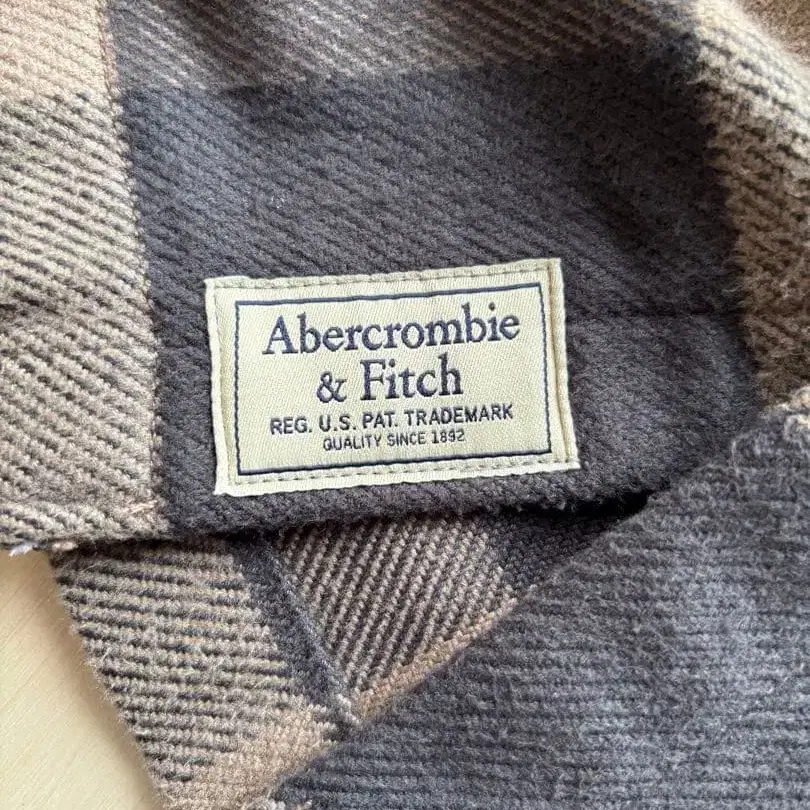 Abercrombie
& Fitch
REG. U.S. PAT. TRADEMARK
QUALITY SINCE 1892